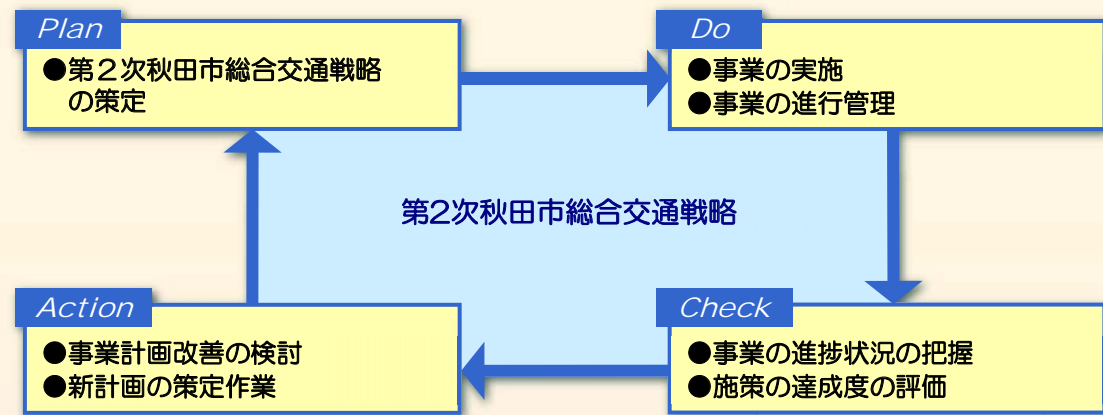 Plan
●第２次秋田市総合交通戦略
の策定
Do
●事業の実施
●事業の進行管理
第2次秋田市総合交通戦略
Action
●事業計画改善の検討
●新計画の策定作業
Check
●事業の進捗状況の把握
●施策の達成度の評価